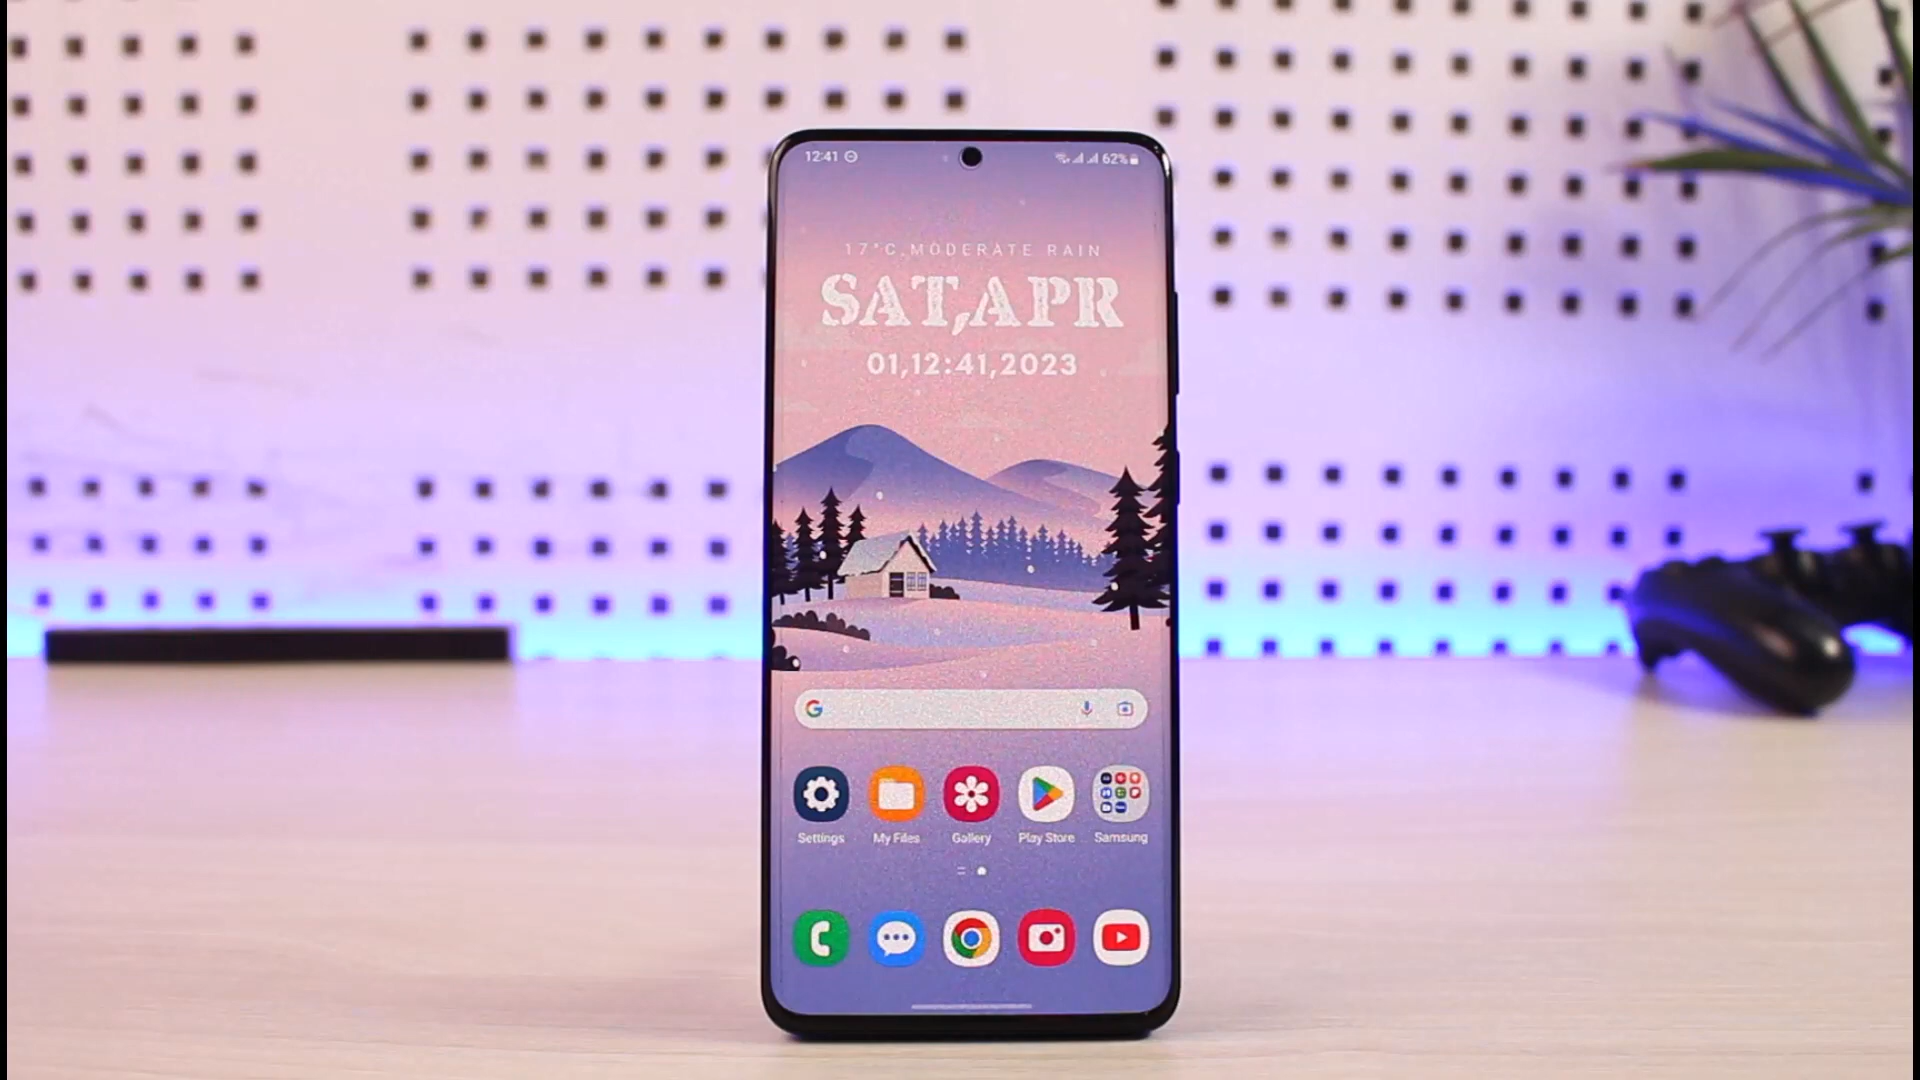 12:41 62%
17°C,MODERATE RAIN
SAT,APR
01,12:41,2023
G
Settings My Files Gallery Play Store Samsung